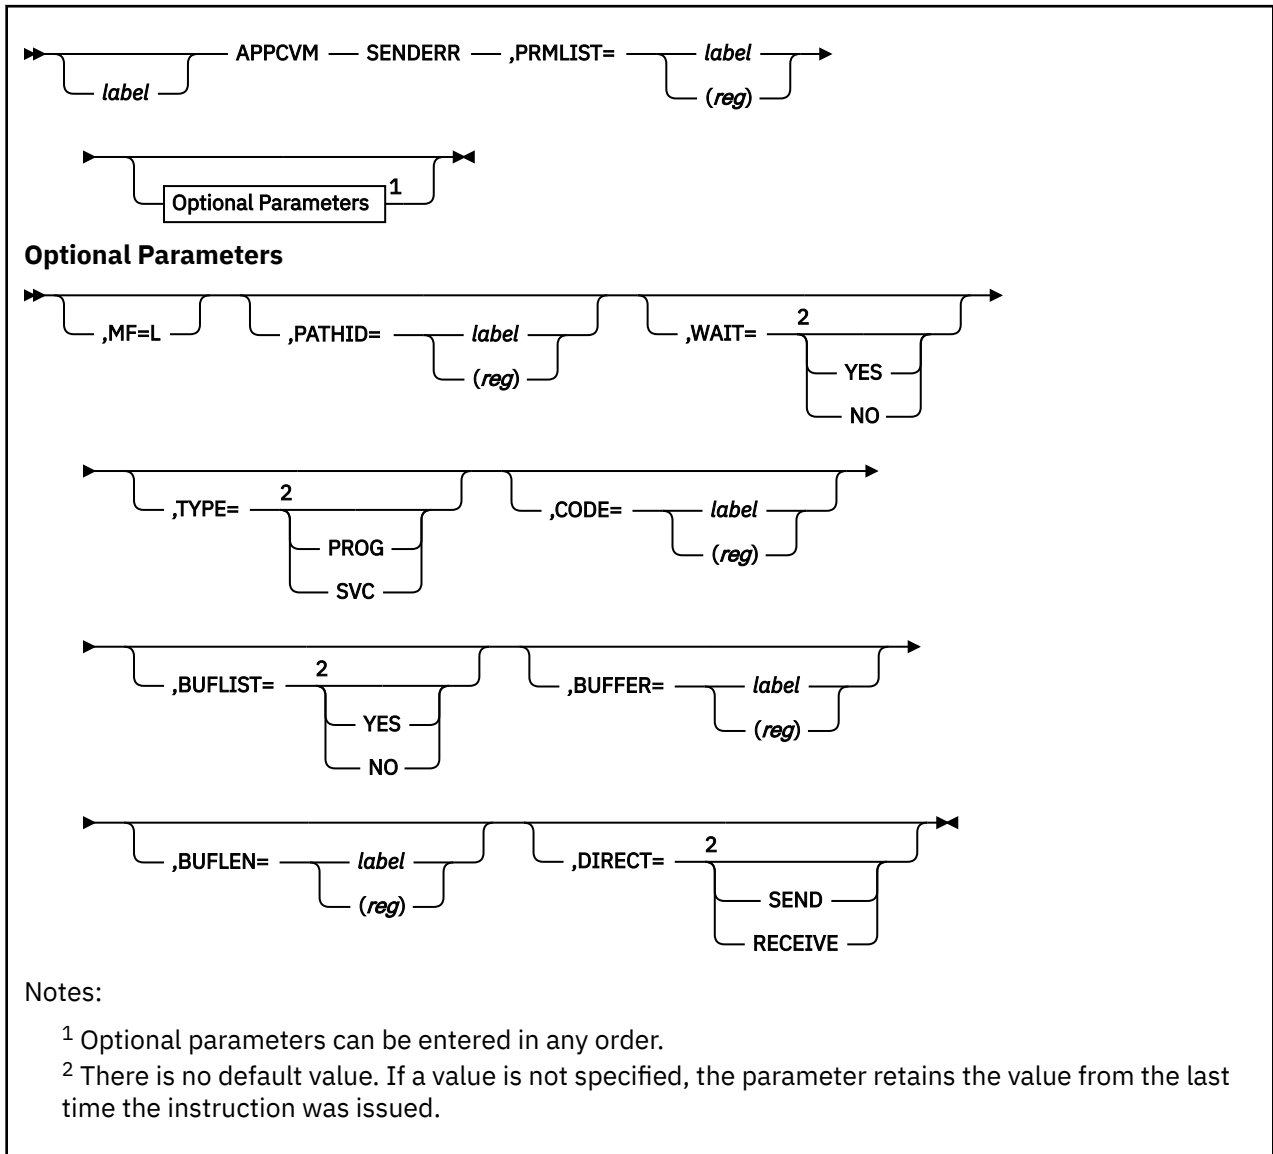 APPCVM SENDERR ,PRMLIST= label
label (reg)
Optional Parameters 1
Optional Parameters
,MF=L ,PATHID= label ,WAIT= 2
(reg) YES
NO
,TYPE= 2 ,CODE= label
PROG (reg)
SVC
,BUFLIST= 2 ,BUFFER= label
YES (reg)
NO
,BUFLEN= label ,DIRECT= 2
(reg) SEND
RECEIVE
Notes:
1 Optional parameters can be entered in any order.
2 There is no default value. If a value is not specified, the parameter retains the value from the last
time the instruction was issued.